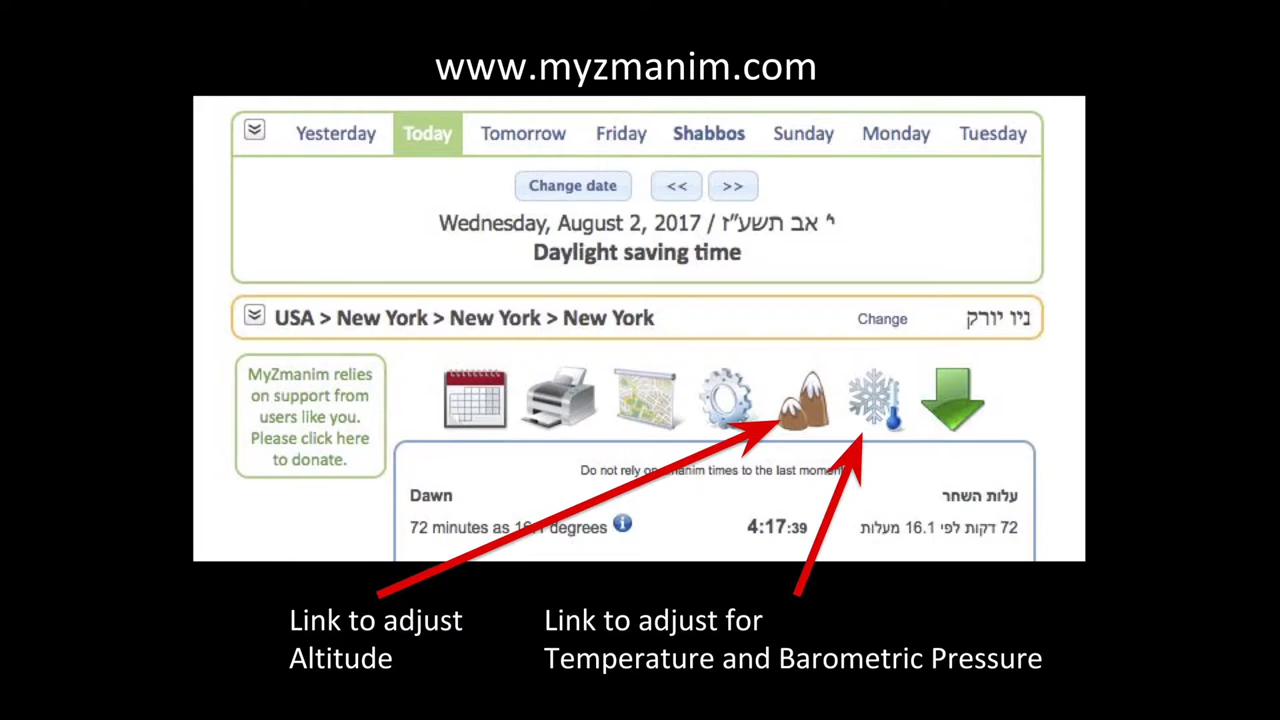 www.myzmanim.com
Yesterday Today Tomorrow Friday Shabbos Sunday Monday Tuesday
Change date << >>
Wednesday, August 2, 2017 / י' אב תשע"ז
Daylight saving time
USA > New York > New York > New York Change ניו יורק
MyZmanim relies
on support from
users like you.
Please click here
to donate.
Do not rely on zmanim times to the last moment
Dawn עלות השחר
72 minutes as 16.1 degrees 4:17:39 72 דקות לפי 16.1 מעלות
Link to adjust
Altitude
Link to adjust for
Temperature and Barometric Pressure